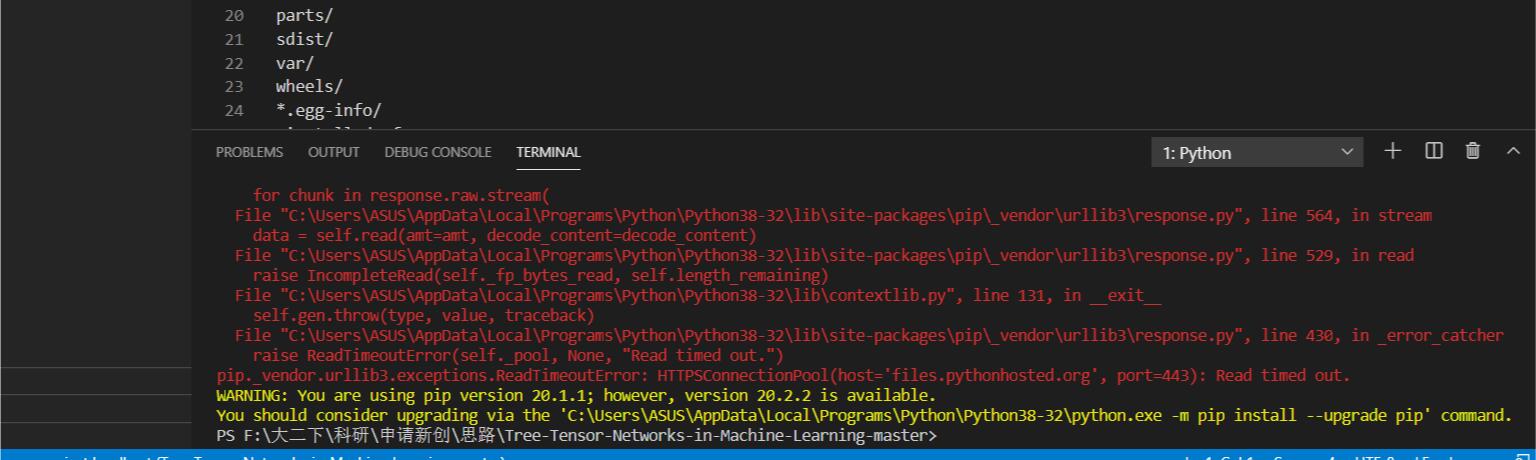 20 parts/
21 sdist/
22 var/
23 wheels/
24 *.egg-info/
PROBLEMS OUTPUT DEBUG CONSOLE TERMINAL 1: Python
for chunk in response.raw.stream(
File "C:\Users\ASUS\AppData\Local\Programs\Python\Python38-32\lib\site-packages\pip\_vendor\urllib3\response.py", line 564, in stream
data = self.read(amt=amt, decode_content=decode_content)
File "C:\Users\ASUS\AppData\Local\Programs\Python\Python38-32\lib\site-packages\pip\_vendor\urllib3\response.py", line 529, in read
raise IncompleteRead(self._fp_bytes_read, self.length_remaining)
File "C:\Users\ASUS\AppData\Local\Programs\Python\Python38-32\lib\contextlib.py", line 131, in __exit__
self.gen.throw(type, value, traceback)
File "C:\Users\ASUS\AppData\Local\Programs\Python\Python38-32\lib\site-packages\pip\_vendor\urllib3\response.py", line 430, in _error_catcher
raise ReadTimeoutError(self._pool, None, "Read timed out.")
pip._vendor.urllib3.exceptions.ReadTimeoutError: HTTPSConnectionPool(host='files.pythonhosted.org', port=443): Read timed out.
WARNING: You are using pip version 20.1.1; however, version 20.2.2 is available.
You should consider upgrading via the 'C:\Users\ASUS\AppData\Local\Programs\Python\Python38-32\python.exe -m pip install --upgrade pip' command.
PS F:\大二下\科研\申请新创\思路\Tree-Tensor-Networks-in-Machine-Learning-master>